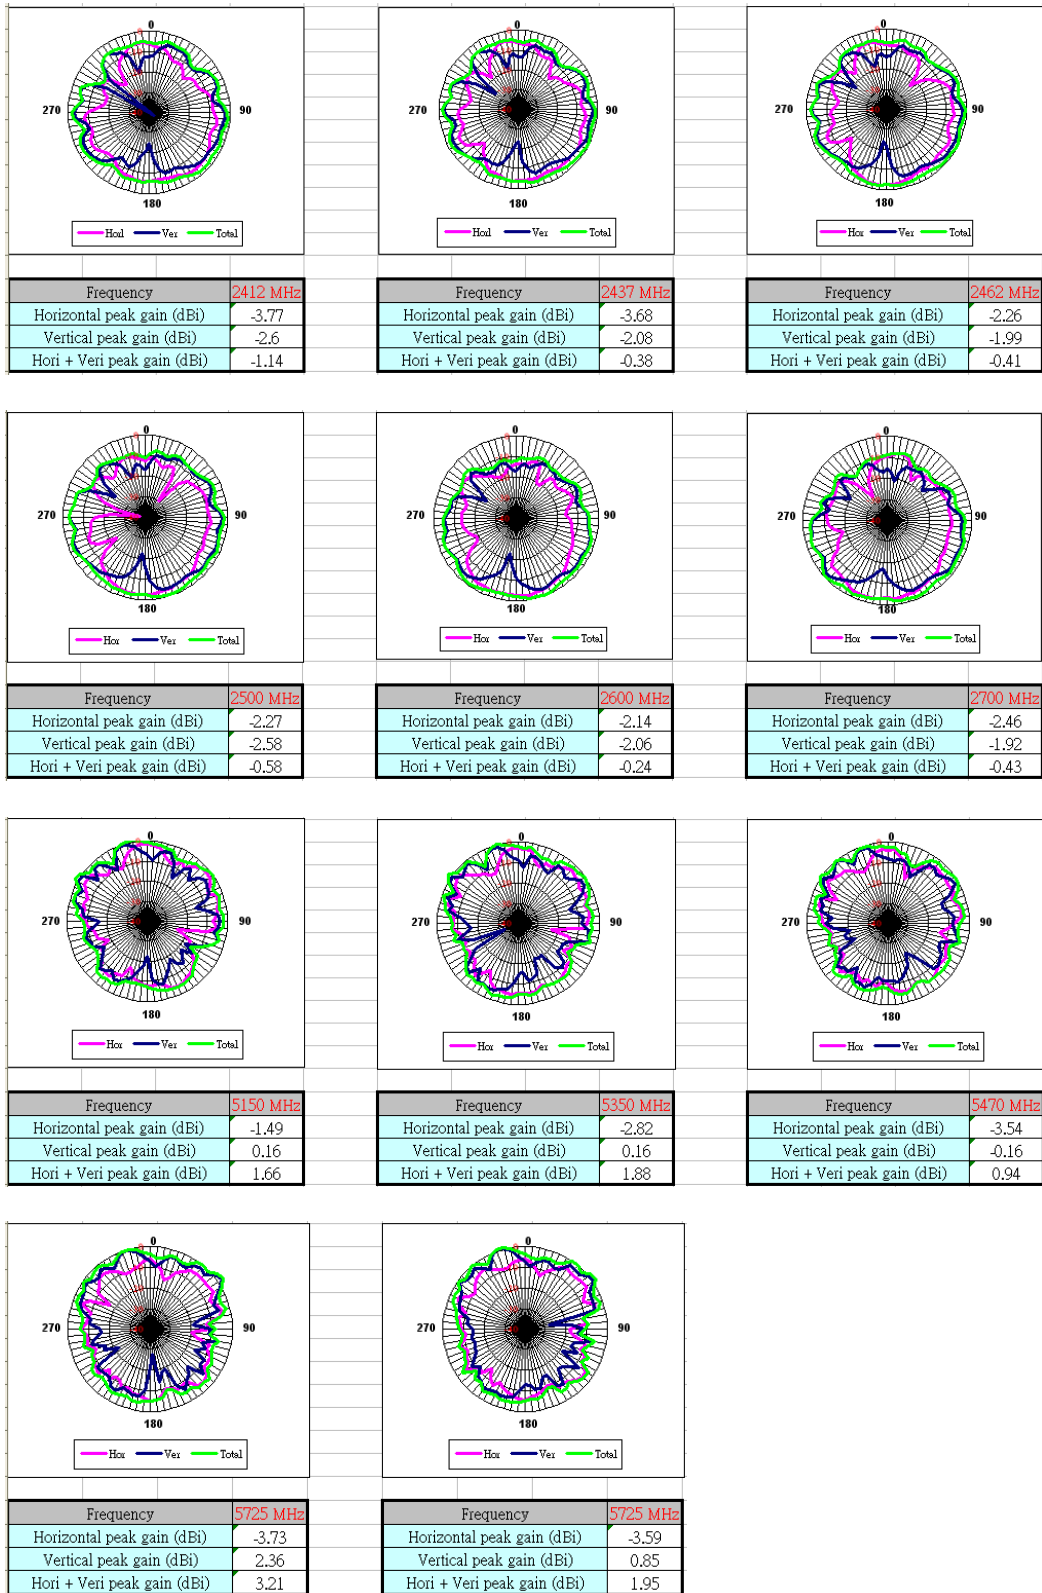 0 0 0
270 90 270 90 270 90
180 180 180
Horl Ver Total Horl Ver Total Hor Ver Total
Frequency 2412 MHz Frequency 2437 MHz Frequency 2462 MHz
Horizontal peak gain (dBi) -3.77 Horizontal peak gain (dBi) -3.68 Horizontal peak gain (dBi) -2.26
Vertical peak gain (dBi) -2.6 Vertical peak gain (dBi) -2.08 Vertical peak gain (dBi) -1.99
Hori + Veri peak gain (dBi) -1.14 Hori + Veri peak gain (dBi) -0.38 Hori + Veri peak gain (dBi) -0.41
0 0 0
270 90 270 90 270 90
180 180 180
Hor Ver Total Hor Ver Total Hor Ver Total
Frequency 2500 MHz Frequency 2600 MHz Frequency 2700 MHz
Horizontal peak gain (dBi) -2.27 Horizontal peak gain (dBi) -2.14 Horizontal peak gain (dBi) -2.46
Vertical peak gain (dBi) -2.58 Vertical peak gain (dBi) -2.06 Vertical peak gain (dBi) -1.92
Hori + Veri peak gain (dBi) -0.58 Hori + Veri peak gain (dBi) -0.24 Hori + Veri peak gain (dBi) -0.43
0 0 0
270 90 270 90 270 90
180 180 180
Hor Ver Total Hor Ver Total Hor Ver Total
Frequency 5150 MHz Frequency 5350 MHz Frequency 5470 MHz
Horizontal peak gain (dBi) -1.49 Horizontal peak gain (dBi) -2.82 Horizontal peak gain (dBi) -3.54
Vertical peak gain (dBi) 0.16 Vertical peak gain (dBi) 0.16 Vertical peak gain (dBi) -0.16
Hori + Veri peak gain (dBi) 1.66 Hori + Veri peak gain (dBi) 1.88 Hori + Veri peak gain (dBi) 0.94
0 0
270 90 270 90
180 180
Hor Ver Total Hor Ver Total
Frequency 5725 MHz Frequency 5725 MHz
Horizontal peak gain (dBi) -3.73 Horizontal peak gain (dBi) -3.59
Vertical peak gain (dBi) 2.36 Vertical peak gain (dBi) 0.85
Hori + Veri peak gain (dBi) 3.21 Hori + Veri peak gain (dBi) 1.95